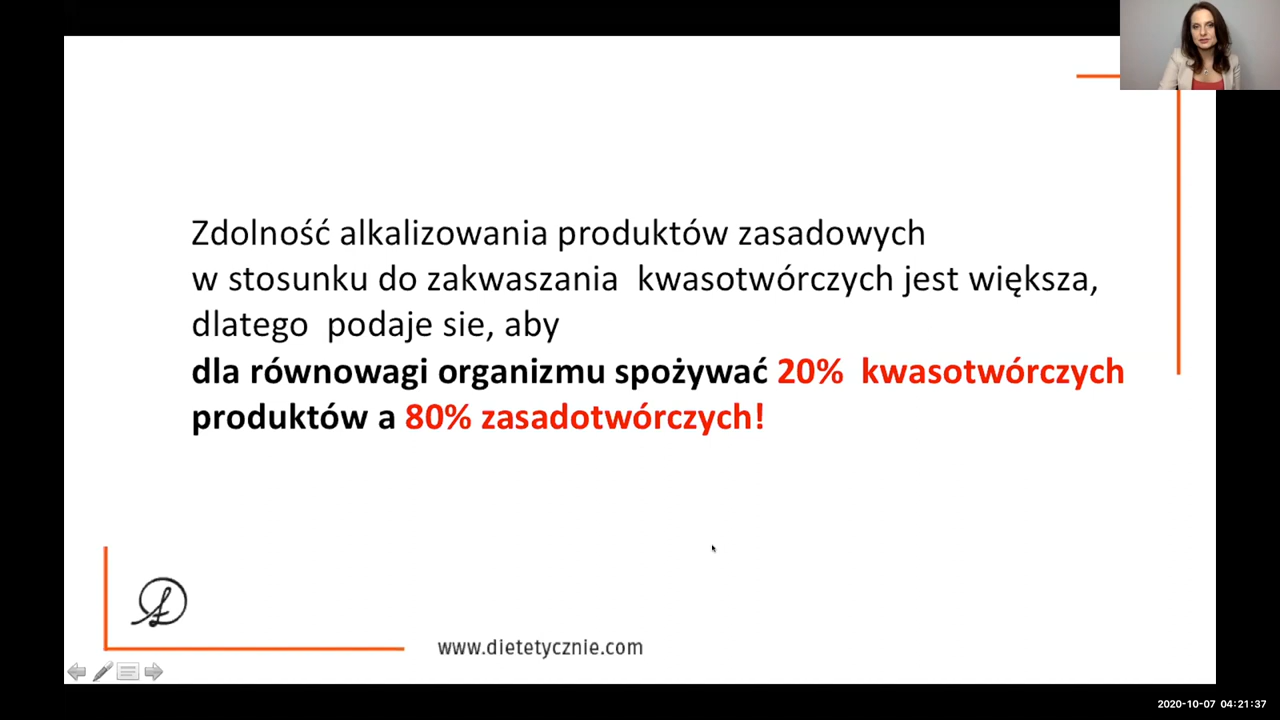 Zdolność alkalizowania produktów zasadowych
w stosunku do zakwaszania  kwasotwórczych jest większa,
dlatego  podaje sie, aby
dla równowagi organizmu spożywać 20%  kwasotwórczych
produktów a 80% zasadotwórczych!
www.dietetycznie.com
2020-10-07 04:21:37